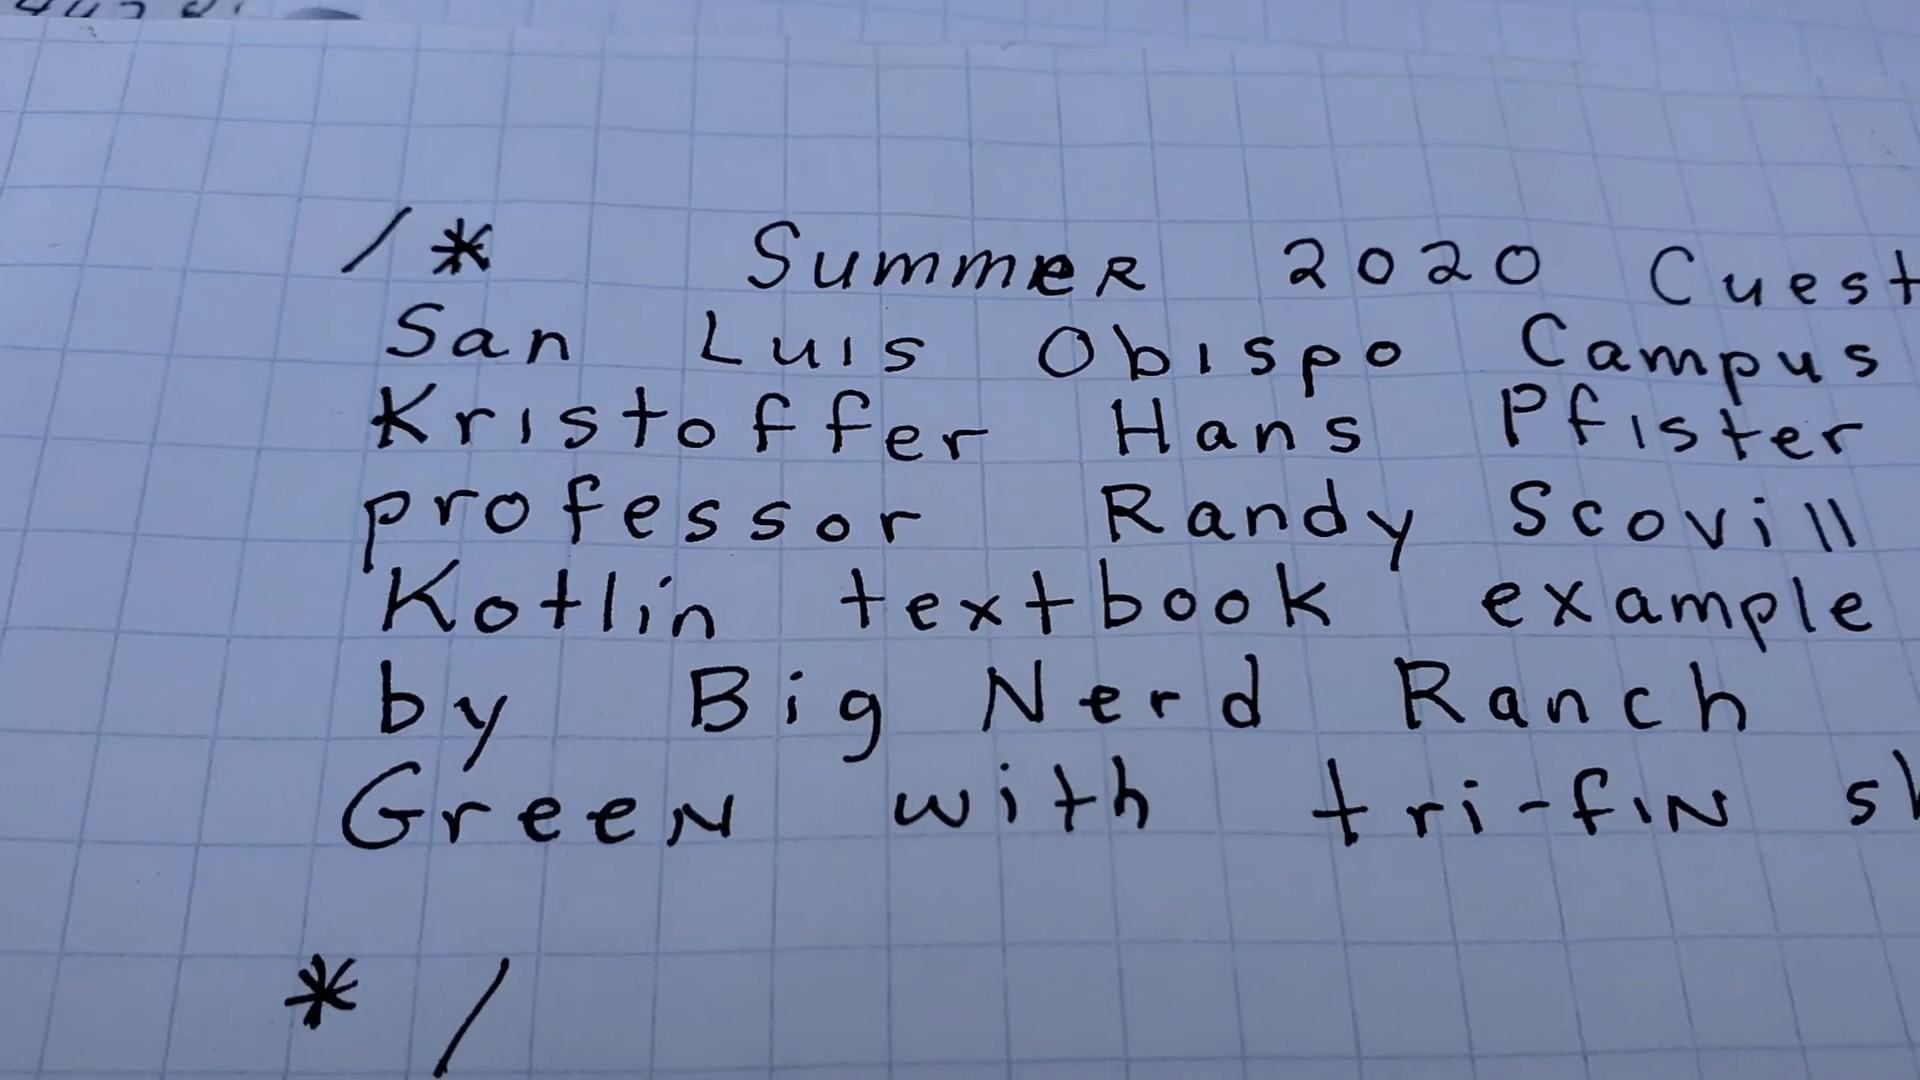 /* Summer 2020 Cuest
San Luis Obispo Campus
Kristoffer Hans Pfister
professor Randy Scovill
Kotlin textbook example
by Big Nerd Ranch
Green with tri-fin
*/